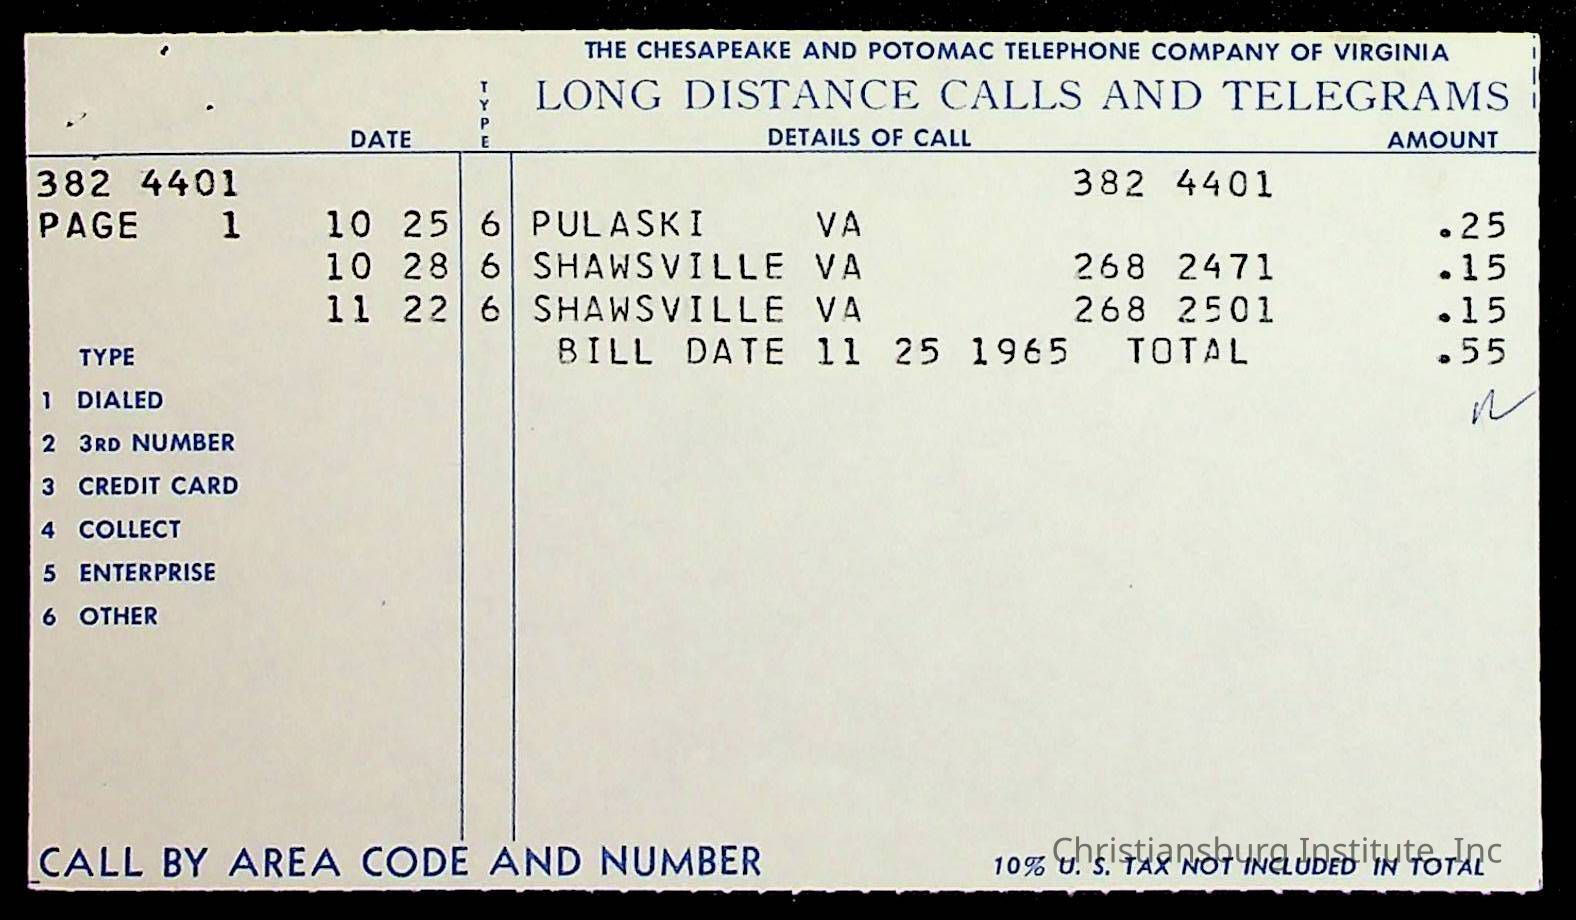 THE CHESAPEAKE AND POTOMAC TELEPHONE COMPANY OF VIRGINIA
LONG DISTANCE CALLS AND TELEGRAMS
DATE TYPE DETAILS OF CALL AMOUNT
382 4401 382 4401
PAGE 1 10 25 6 PULASKI VA .25
10 28 6 SHAWSVILLE VA 268 2471 .15
11 22 6 SHAWSVILLE VA 268 2501 .15
BILL DATE 11 25 1965 TOTAL .55
TYPE
1 DIALED
2 3RD NUMBER
3 CREDIT CARD
4 COLLECT
5 ENTERPRISE
6 OTHER
CALL BY AREA CODE AND NUMBER
10% U. S. TAX NOT INCLUDED IN TOTAL
Christiansburg Institute, Inc